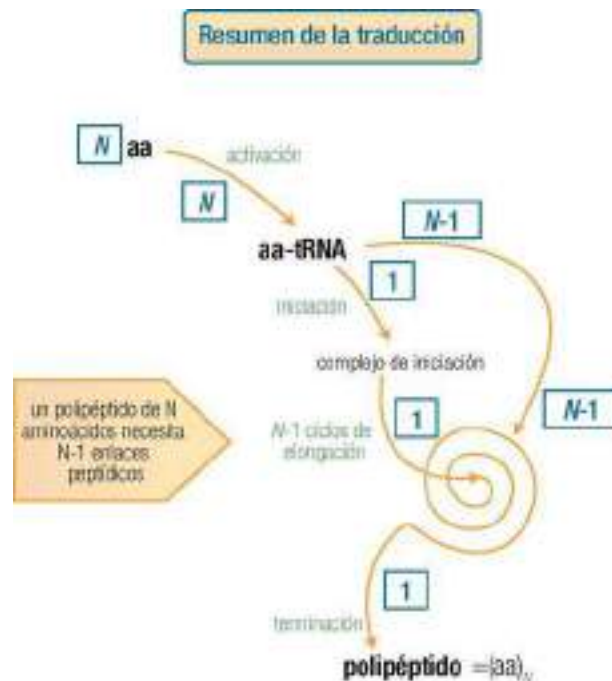 Resumen de la traducción
N aa
activación
N
N-1
aa-tRNA
1
iniciación
complejo de iniciación
un polipéptido de N
aminoácidos necesita
N-1 enlaces
peptídicos
N-1 ciclos de
elongación
1
N-1
1
terminación
polipéptido =(aa)N